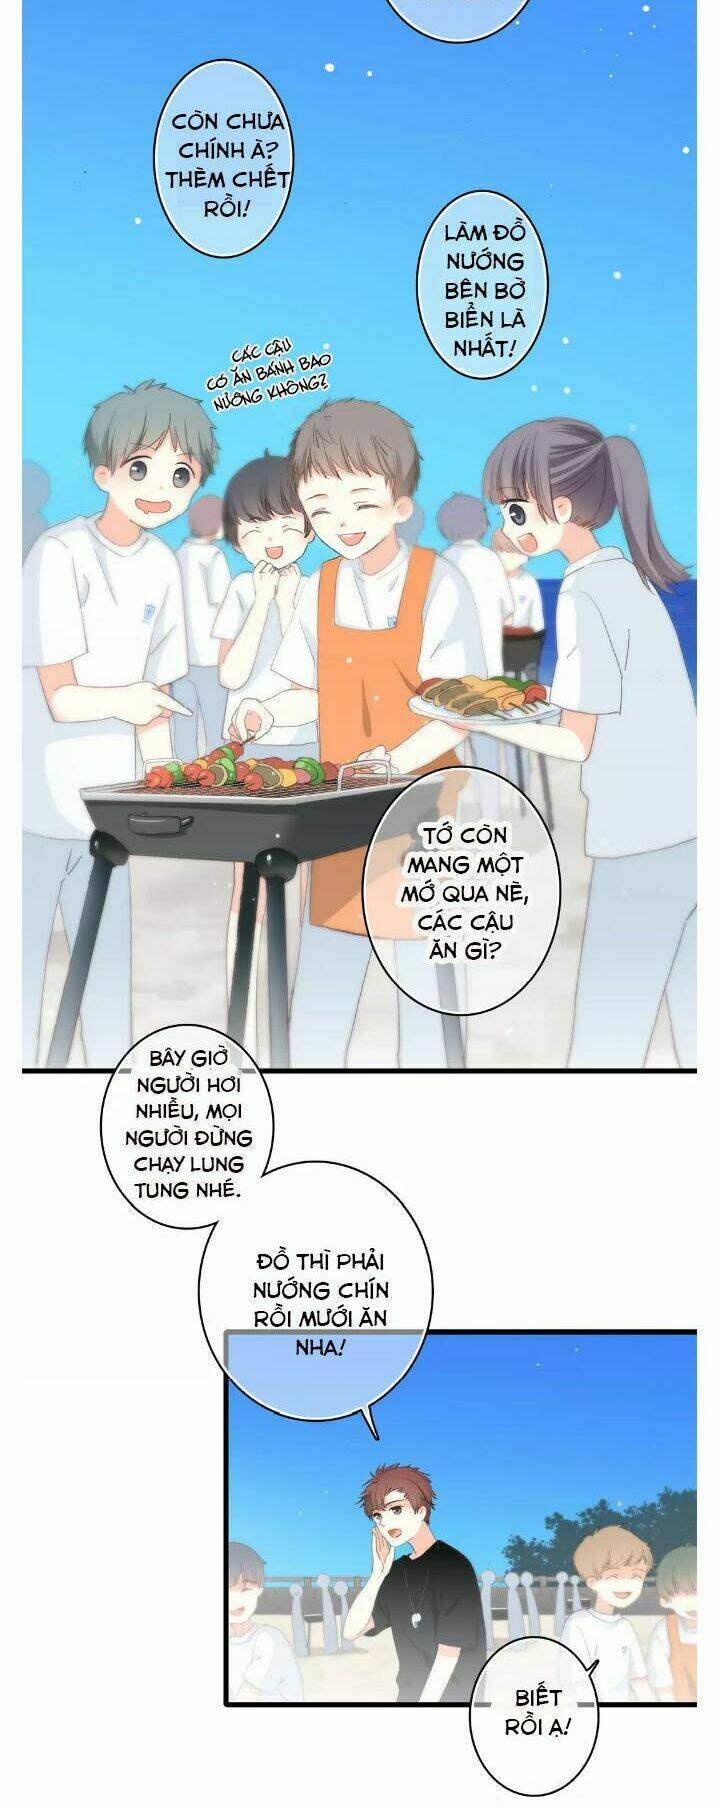 CÒN CHƯA
CHÍNH À?
THÈM CHẾT
RỒI!
LÀM ĐỒ
NƯỚNG
BÊN BỜ
BIỂN LÀ
NHẤT!
CÁC CẬU
CÓ ĂN BÁNH BAO
NƯỚNG KHÔNG?
TỚ CÒN
MANG MỘT
MỚ QUA NÈ,
CÁC CẬU
ĂN GÌ?
BÂY GIỜ
NGƯỜI HƠI
NHIỀU, MỌI
NGƯỜI ĐỪNG
CHẠY LUNG
TUNG NHÉ.
ĐỒ THÌ PHẢI
NƯỚNG CHÍN
RỒI MƯỚI ĂN
NHA!
BIẾT
RỒI Ạ!